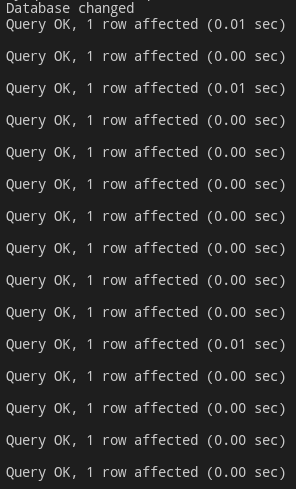 Database changed
Query OK, 1 row affected (0.01 sec)
Query OK, 1 row affected (0.00 sec)
Query OK, 1 row affected (0.01 sec)
Query OK, 1 row affected (0.00 sec)
Query OK, 1 row affected (0.00 sec)
Query OK, 1 row affected (0.00 sec)
Query OK, 1 row affected (0.00 sec)
Query OK, 1 row affected (0.00 sec)
Query OK, 1 row affected (0.00 sec)
Query OK, 1 row affected (0.00 sec)
Query OK, 1 row affected (0.01 sec)
Query OK, 1 row affected (0.00 sec)
Query OK, 1 row affected (0.00 sec)
Query OK, 1 row affected (0.00 sec)
Query OK, 1 row affected (0.00 sec)